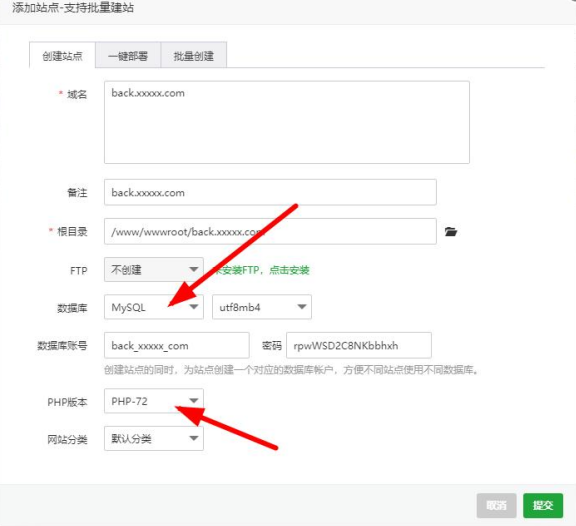 添加站点-支持批量建站
创建站点 一键部署 批量创建
* 域名 back.xxxxx.com
备注 back.xxxxx.com
* 根目录 /www/wwwroot/back.xxxxx.com
FTP 不创建 未安装FTP，点击安装
数据库 MySQL utf8mb4
数据库账号 back_xxxxx_com 密码 rpwWSD2C8NKbbhxh
创建站点的同时，为站点创建一个对应的数据库帐户，方便不同站点使用不同数据库。
PHP版本 PHP-72
网站分类 默认分类
取消 提交